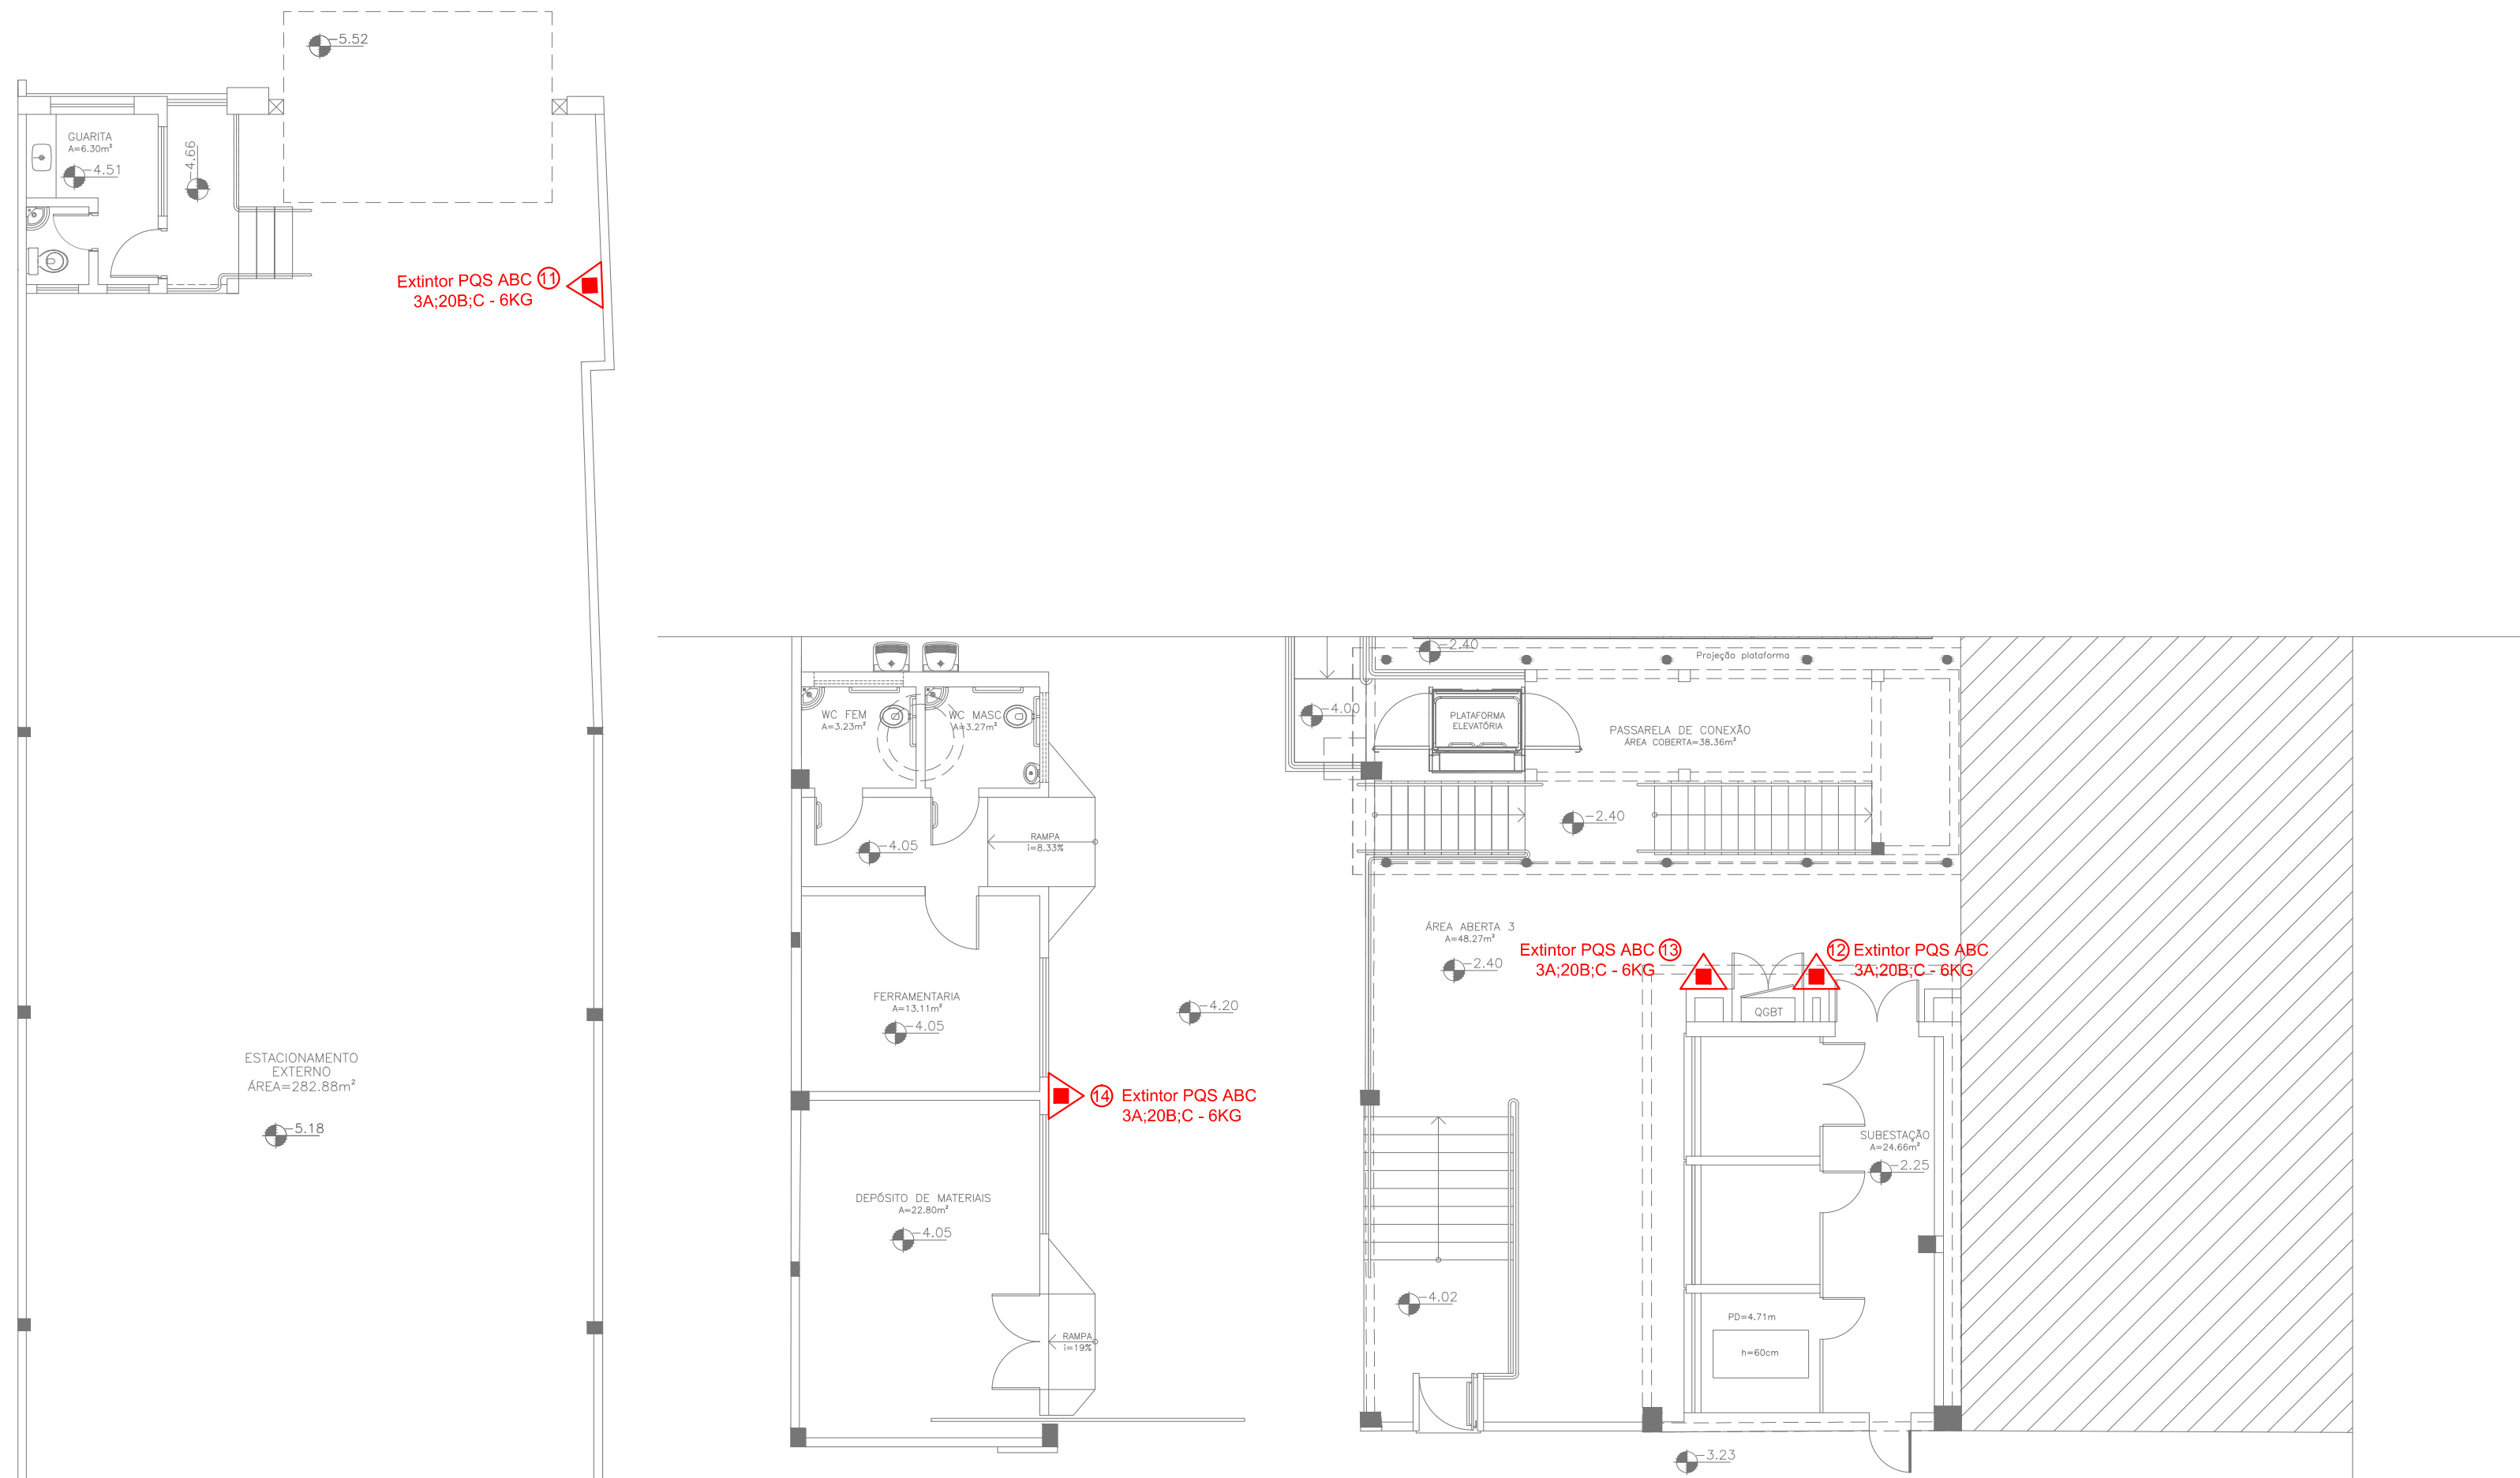 -5.52
GUARITA
A=6.30m²
-4.51
-4.66
Extintor PQS ABC 11
3A;20B;C - 6KG
ESTACIONAMENTO
EXTERNO
ÁREA=282.88m²
-5.18
WC FEM
A=3.23m²
WC MASC
A=3.27m²
-4.05
RAMPA
i=8.33%
FERRAMENTARIA
A=13.11m²
-4.05
-4.20
14 Extintor PQS ABC
3A;20B;C - 6KG
DEPÓSITO DE MATERIAIS
A=22.80m²
-4.05
RAMPA
i=19%
-2.40
Projeção plataforma
-4.00
PLATAFORMA
ELEVATÓRIA
PASSARELA DE CONEXÃO
ÁREA COBERTA=38.36m²
-2.40
ÁREA ABERTA 3
A=48.27m²
-2.40
Extintor PQS ABC 13
3A;20B;C - 6KG
12 Extintor PQS ABC
3A;20B;C - 6KG
QGBT
SUBESTAÇÃO
A=24.66m²
-2.25
-4.02
PD=4.71m
h=60cm
-3.23